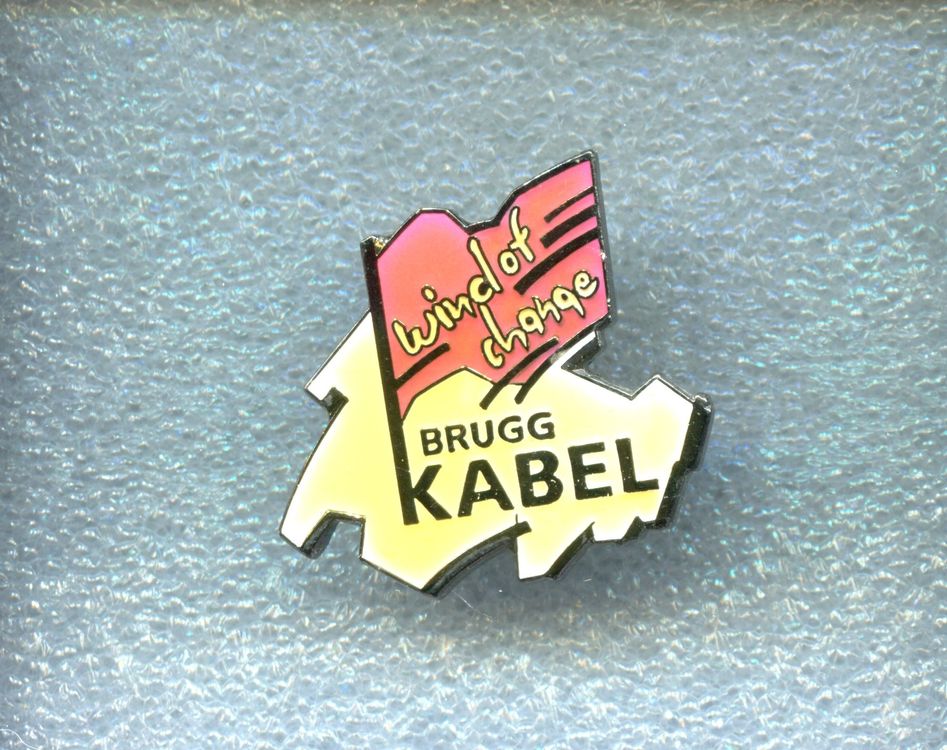 wind of
change
BRUGG
KABEL